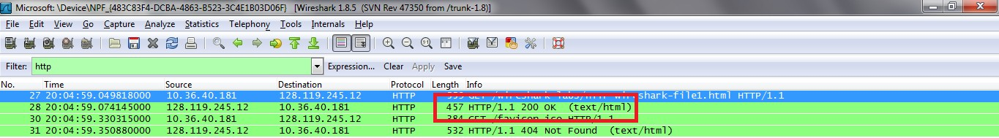 Microsoft: \Device\NPF_{483C83F4-DCBA-4863-B523-3C4E1B03D06F} [Wireshark 1.8.5 (SVN Rev 47350 from /trunk-1.8)]
File Edit View Go Capture Analyze Statistics Telephony Tools Internals Help
Filter: http Expression... Clear Apply Save
No. Time Source Destination Protocol Length Info
27 20:04:59.049818000 10.36.40.181 128.119.245.12 HTTP GET /wireshark-labs/HTTP-wireshark-file1.html HTTP/1.1
28 20:04:59.074145000 128.119.245.12 10.36.40.181 HTTP 457 HTTP/1.1 200 OK (text/html)
30 20:04:59.330315000 10.36.40.181 128.119.245.12 HTTP 384 GET /favicon.ico HTTP/1.1
31 20:04:59.350880000 128.119.245.12 10.36.40.181 HTTP 532 HTTP/1.1 404 Not Found (text/html)